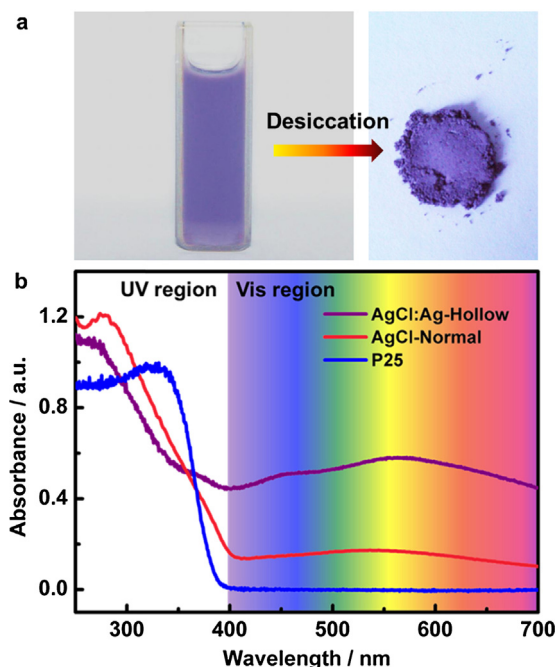 a
Desiccation
b
UV region Vis region
AgCl:Ag-Hollow
AgCl-Normal
P25
1.2
0.8
0.4
0.0
Absorbance / a.u.
300 400 500 600 700
Wavelength / nm